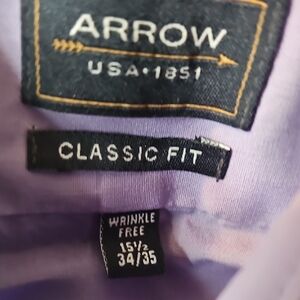 ARROW
USA•1851
CLASSIC FIT
WRINKLE
FREE
15½
34/35